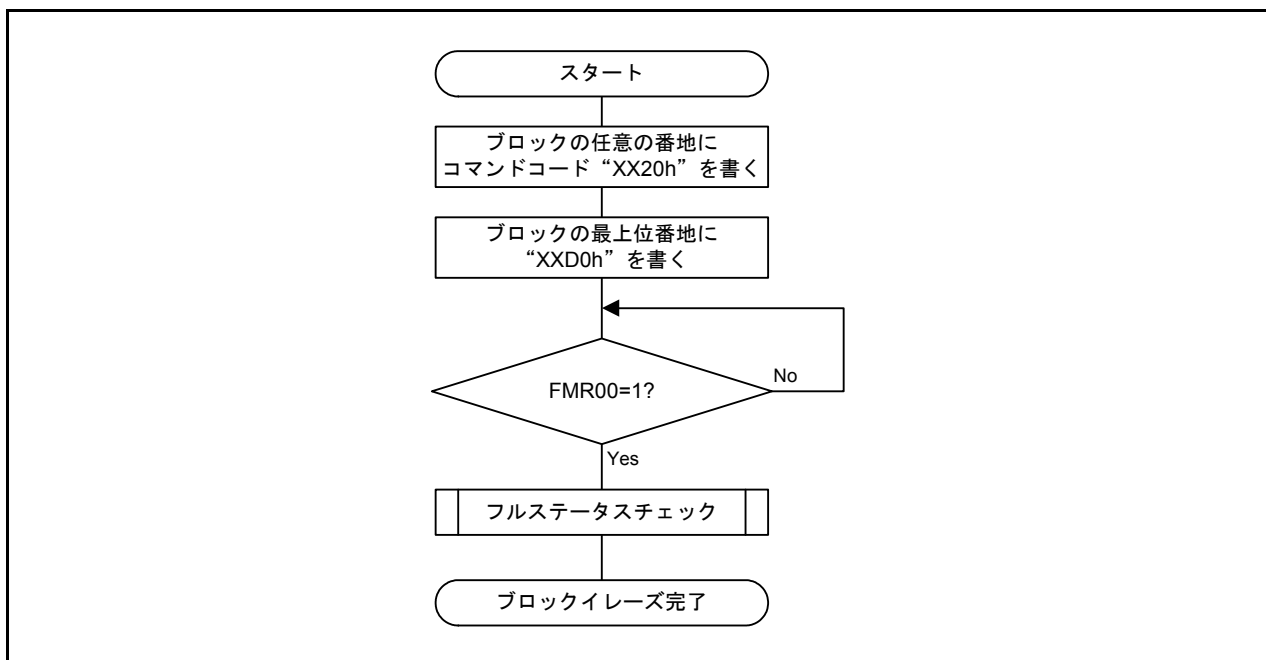 スタート
ブロックの任意の番地に
コマンドコード“XX20h”を書く
ブロックの最上位番地に
“XXD0h”を書く
FMR00=1?
No
Yes
フルステータスチェック
ブロックイレーズ完了